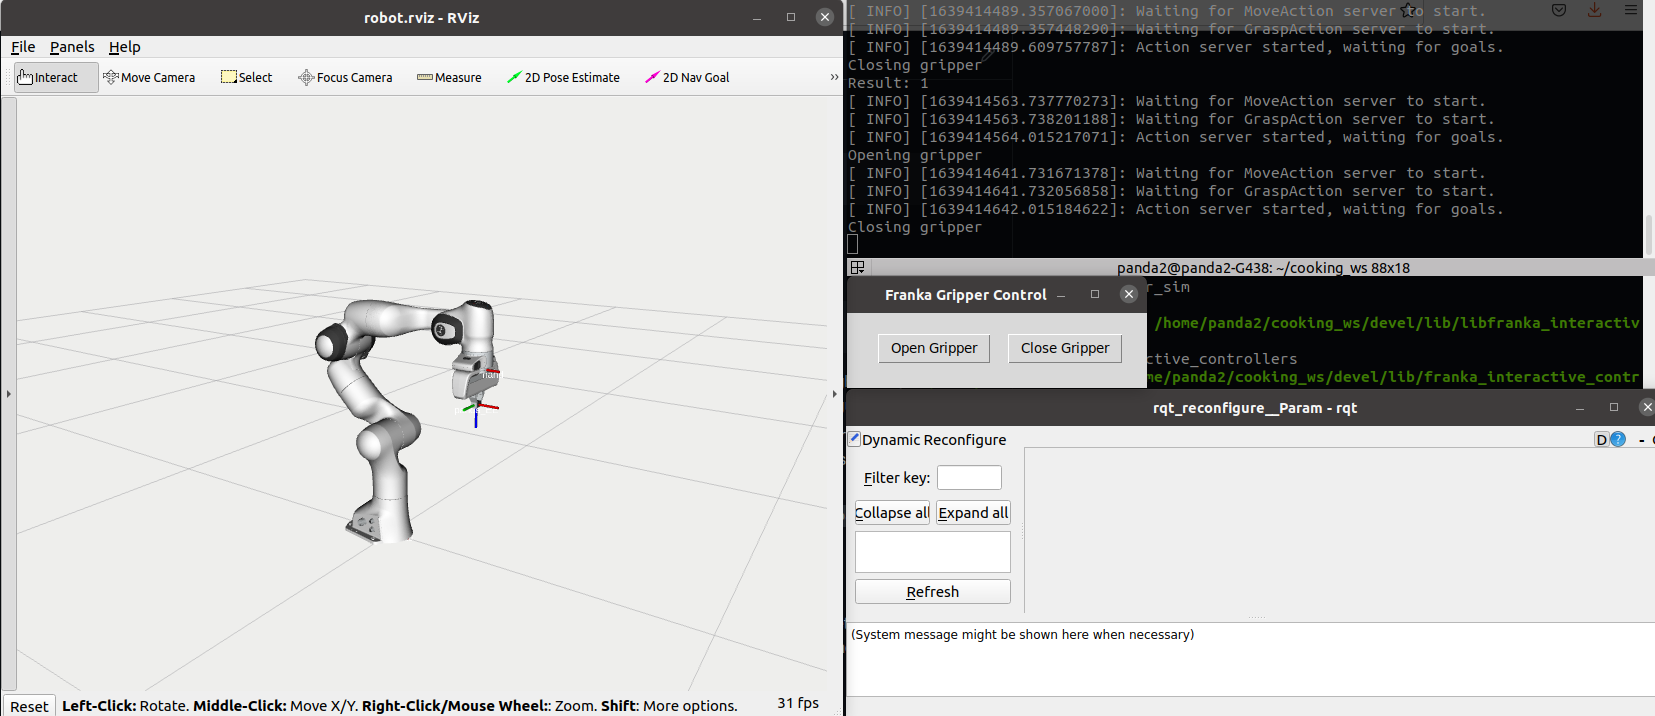 robot.rviz - RViz
File Panels Help
Interact Move Camera Select Focus Camera Measure 2D Pose Estimate 2D Nav Goal »
Reset Left-Click: Rotate. Middle-Click: Move X/Y. Right-Click/Mouse Wheel:: Zoom. Shift: More options. 31 fps
[ INFO] [1639414489.357067000]: Waiting for MoveAction server to start.
[ INFO] [1639414489.357448290]: Waiting for GraspAction server to start.
[ INFO] [1639414489.609757787]: Action server started, waiting for goals.
Closing gripper
Result: 1
[ INFO] [1639414563.737770273]: Waiting for MoveAction server to start.
[ INFO] [1639414563.738201188]: Waiting for GraspAction server to start.
[ INFO] [1639414564.015217071]: Action server started, waiting for goals.
Opening gripper
[ INFO] [1639414641.731671378]: Waiting for MoveAction server to start.
[ INFO] [1639414641.732056858]: Waiting for GraspAction server to start.
[ INFO] [1639414642.015184622]: Action server started, waiting for goals.
Closing gripper
panda2@panda2-G438: ~/cooking_ws 88x18
r_sim
/home/panda2/cooking_ws/devel/lib/libfranka_interactiv
ctive_controllers
me/panda2/cooking_ws/devel/lib/franka_interactive_contr
Franka Gripper Control
Open Gripper Close Gripper
rqt_reconfigure__Param - rqt
Dynamic Reconfigure D ? -
Filter key:
Collapse all Expand all
Refresh
(System message might be shown here when necessary)